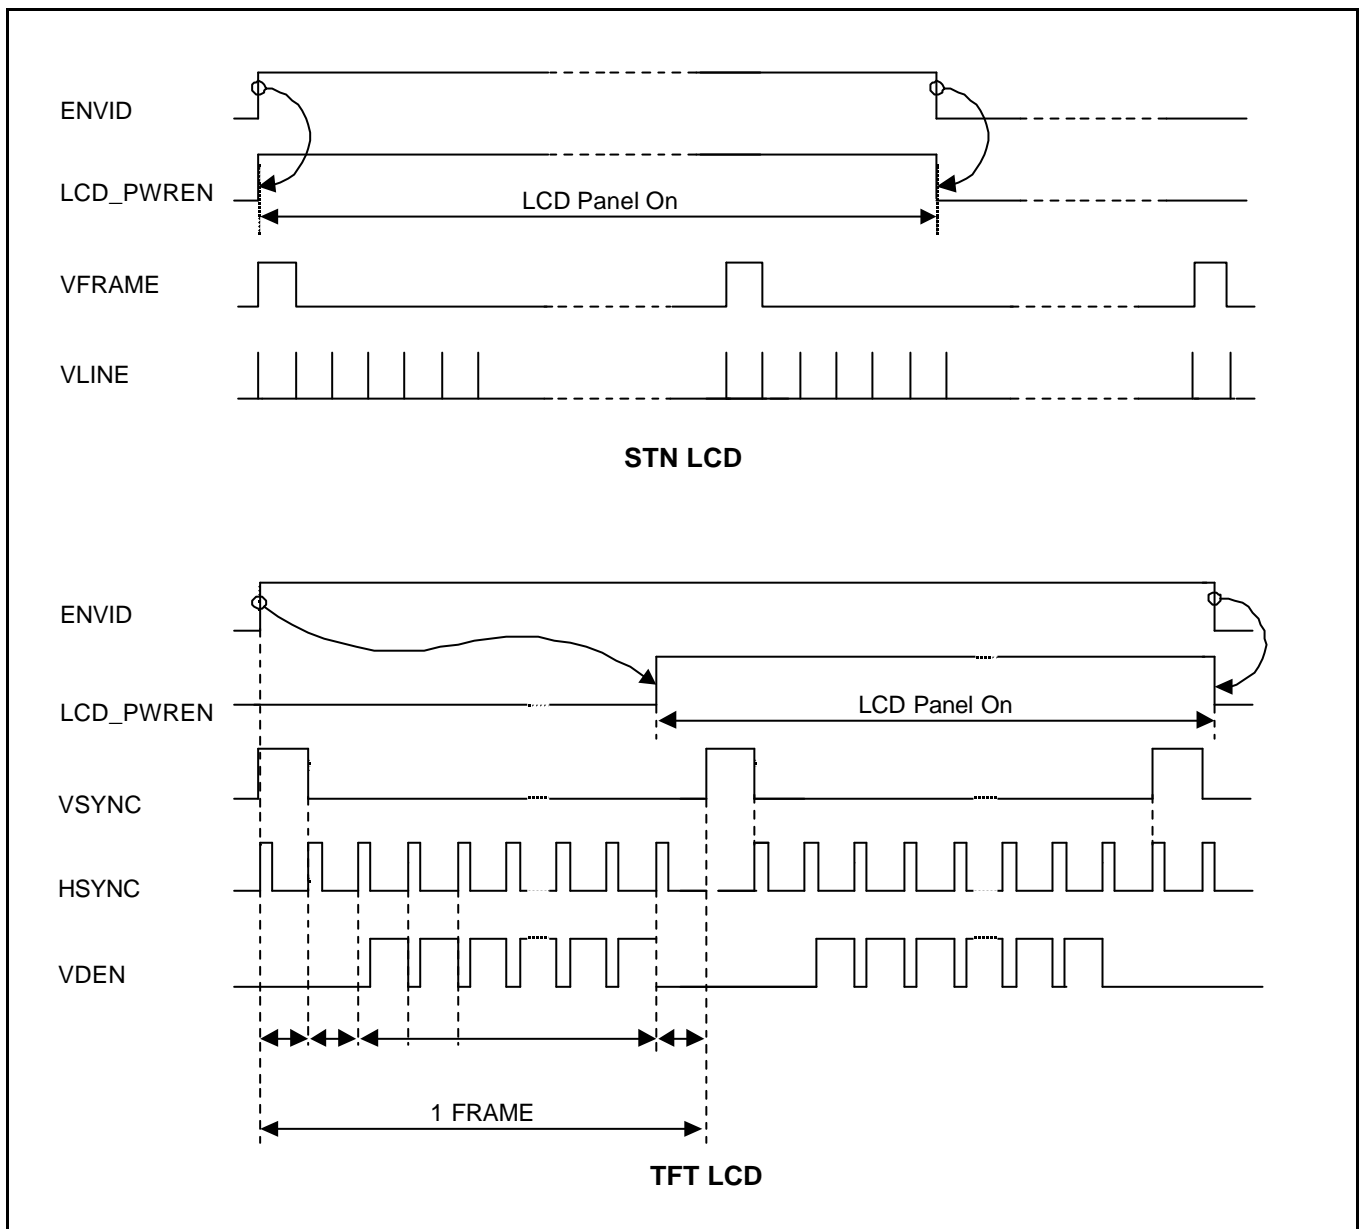 ENVID
LCD_PWREN
LCD Panel On
VFRAME
VLINE
STN LCD
ENVID
LCD_PWREN
LCD Panel On
VSYNC
HSYNC
VDEN
1 FRAME
TFT LCD